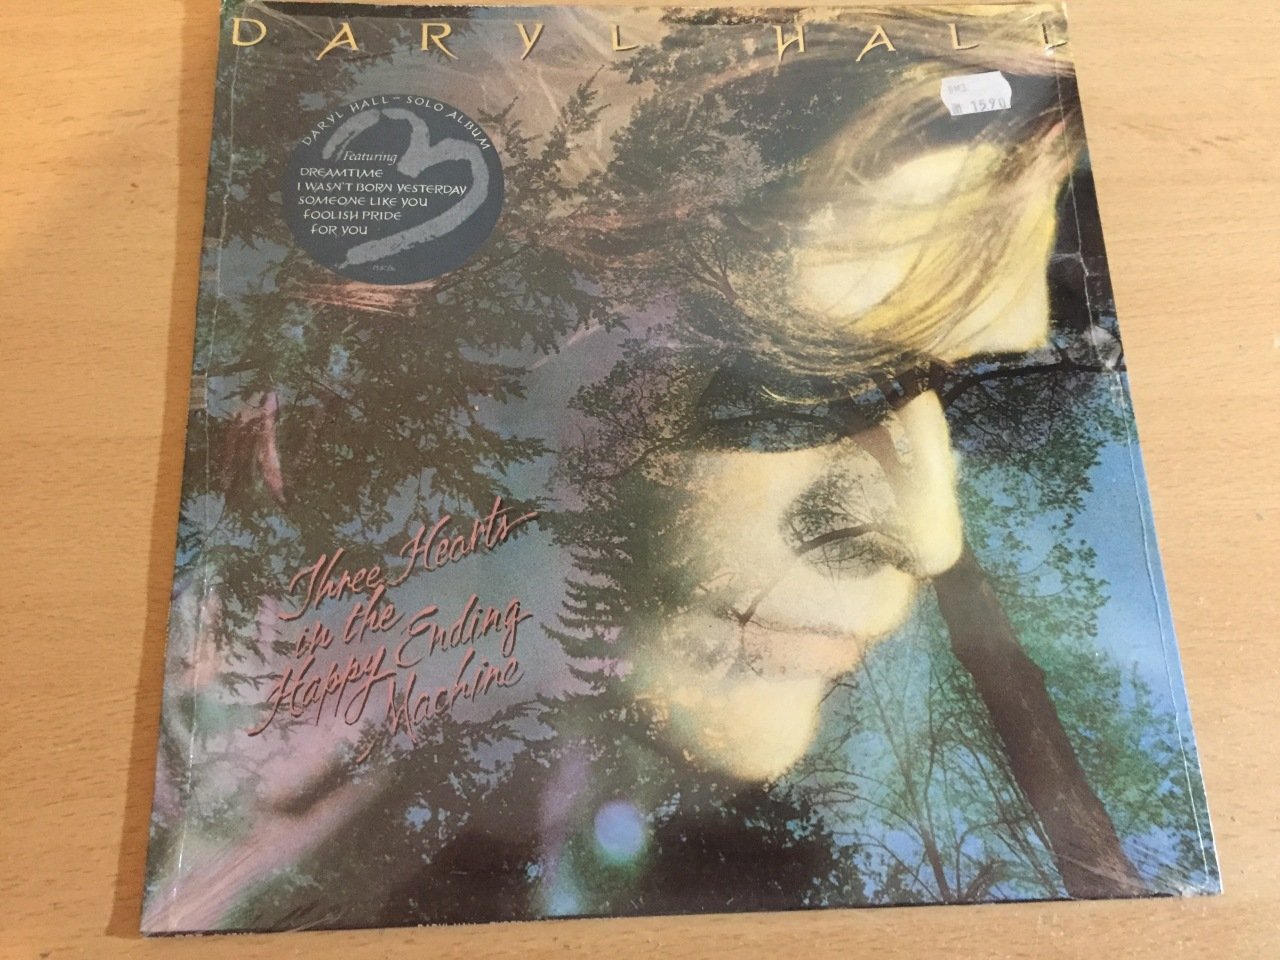 DARYL HALL
BM1
M 1590
DARYL HALL - SOLO ALBUM
Featuring
DREAMTIME
I WASN'T BORN YESTERDAY
SOMEONE LIKE YOU
FOOLISH PRIDE
FOR YOU
Three Hearts
in the
Happy Ending
Machine